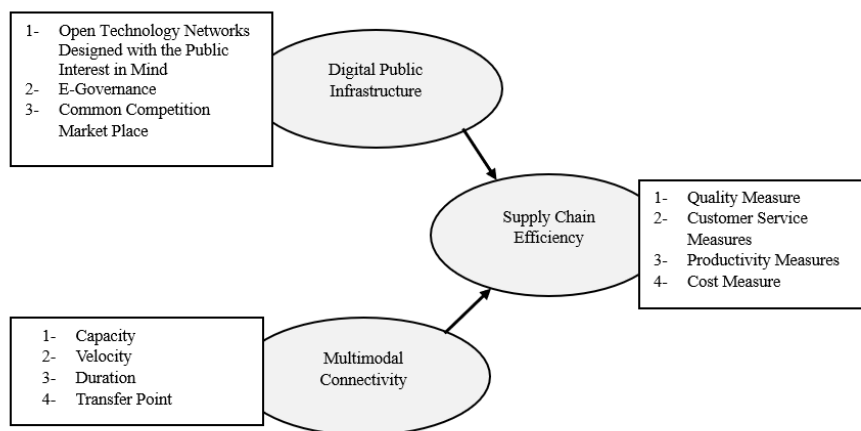 1- Open Technology Networks
Designed with the Public
Interest in Mind
2- E-Governance
3- Common Competition
Market Place
Digital Public
Infrastructure
Supply Chain
Efficiency
1- Quality Measure
2- Customer Service
Measures
3- Productivity Measures
4- Cost Measure
1- Capacity
2- Velocity
3- Duration
4- Transfer Point
Multimodal
Connectivity